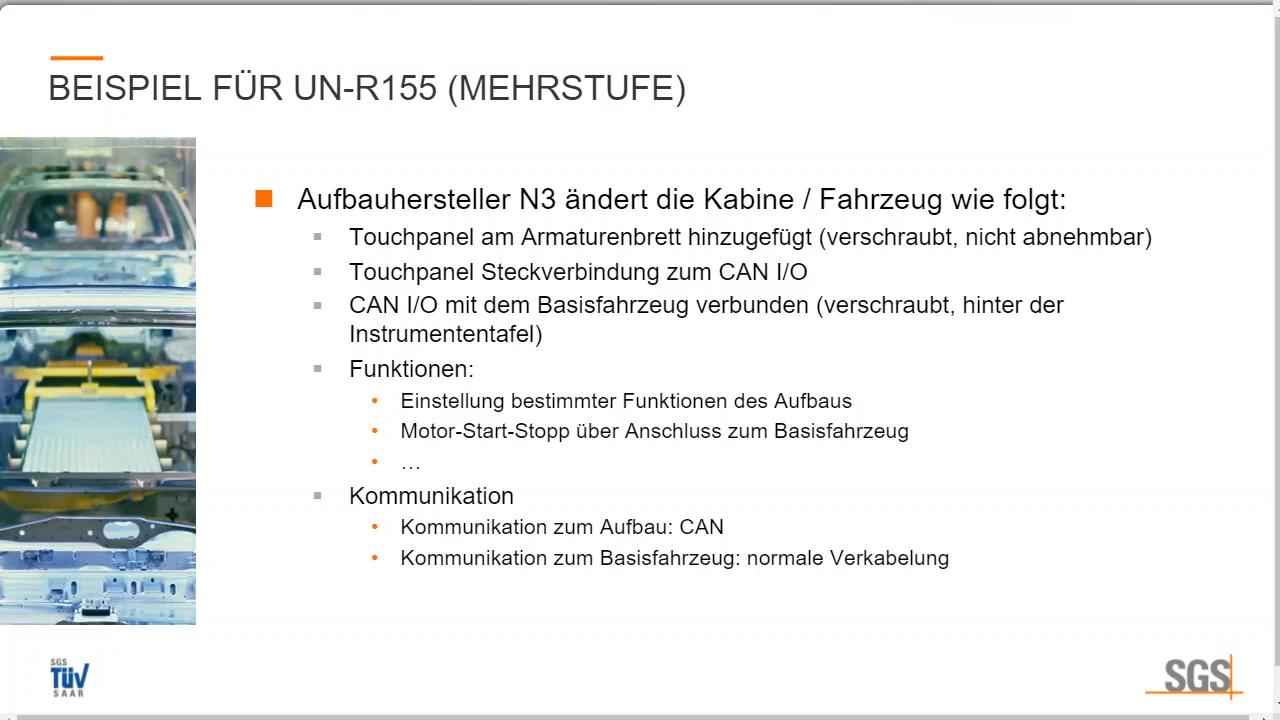 BEISPIEL FÜR UN-R155 (MEHRSTUFE)
Aufbauhersteller N3 ändert die Kabine / Fahrzeug wie folgt:
Touchpanel am Armaturenbrett hinzugefügt (verschraubt, nicht abnehmbar)
Touchpanel Steckverbindung zum CAN I/O
CAN I/O mit dem Basisfahrzeug verbunden (verschraubt, hinter der
Instrumententafel)
Funktionen:
Einstellung bestimmter Funktionen des Aufbaus
Motor-Start-Stopp über Anschluss zum Basisfahrzeug
…
Kommunikation
Kommunikation zum Aufbau: CAN
Kommunikation zum Basisfahrzeug: normale Verkabelung
SGS
TÜV
SAAR
SGS